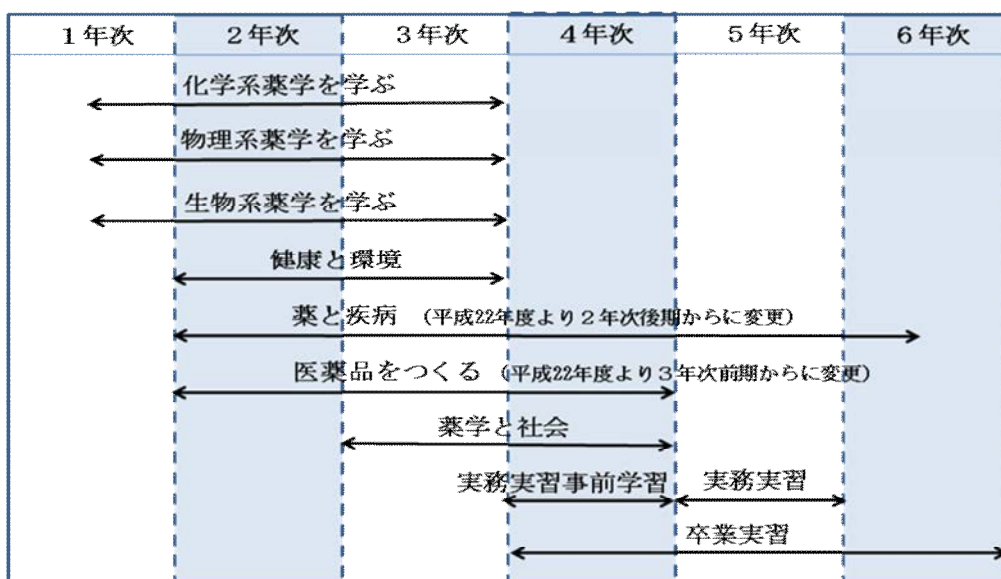 1年次 2年次 3年次 4年次 5年次 6年次
化学系薬学を学ぶ
物理系薬学を学ぶ
生物系薬学を学ぶ
健康と環境
薬と疾病 (平成22年度より2年次後期からに変更)
医薬品をつくる (平成22年度より3年次前期からに変更)
薬学と社会
実務実習事前学習 実務実習
卒業実習